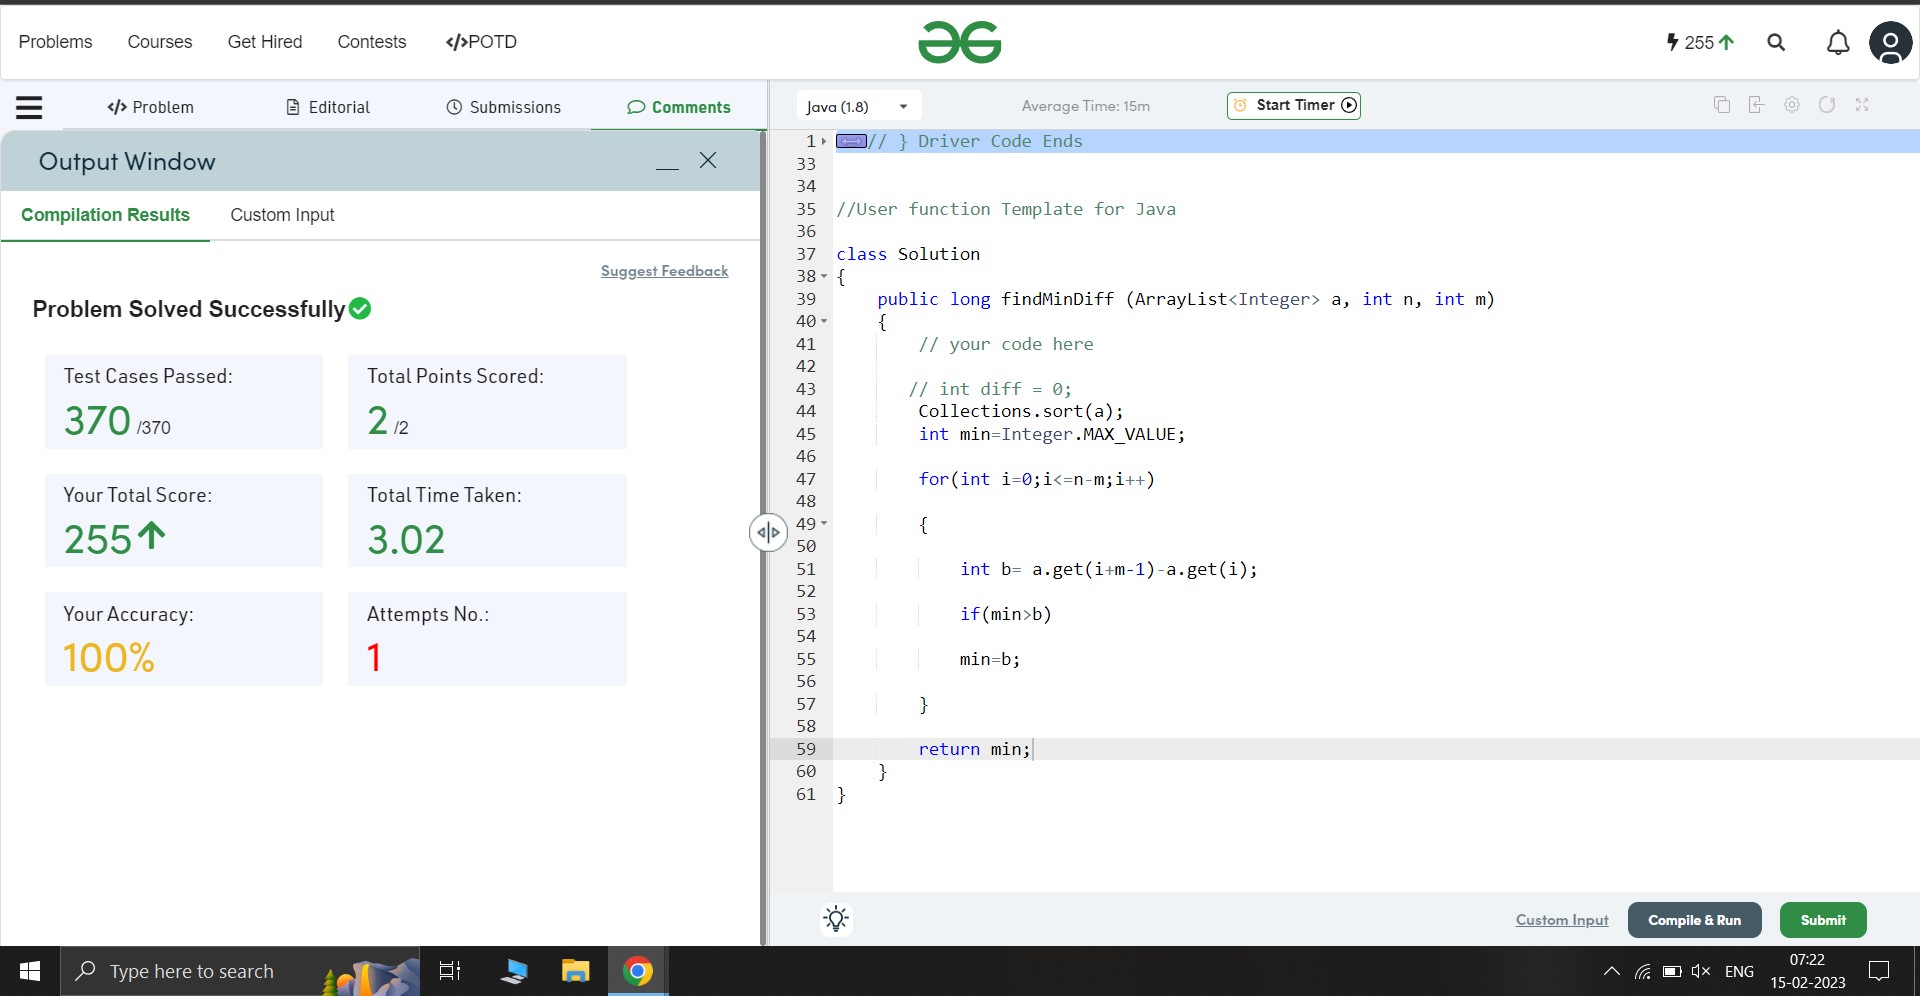 Problems Courses Get Hired Contests </>POTD 255
</> Problem Editorial Submissions Comments
Output Window
Compilation Results Custom Input
Suggest Feedback
Problem Solved Successfully
Test Cases Passed:
370 /370
Total Points Scored:
2 /2
Your Total Score:
255
Total Time Taken:
3.02
Your Accuracy:
100%
Attempts No.:
1
Java (1.8) Average Time: 15m Start Timer
1 // } Driver Code Ends
33
34
35 //User function Template for Java
36
37 class Solution
38 {
39 public long findMinDiff (ArrayList<Integer> a, int n, int m)
40 {
41 // your code here
42
43 // int diff = 0;
44 Collections.sort(a);
45 int min=Integer.MAX_VALUE;
46
47 for(int i=0;i<=n-m;i++)
48
49 {
50
51 int b= a.get(i+m-1)-a.get(i);
52
53 if(min>b)
54
55 min=b;
56
57 }
58
59 return min;
60 }
61 }
Custom Input Compile & Run Submit
Type here to search
ENG
07:22
15-02-2023